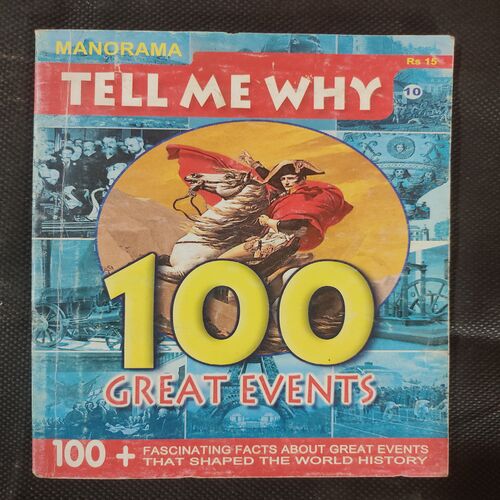 MANORAMA
Rs 15
TELL ME WHY
10
100
GREAT EVENTS
100 + FASCINATING FACTS ABOUT GREAT EVENTS
THAT SHAPED THE WORLD HISTORY